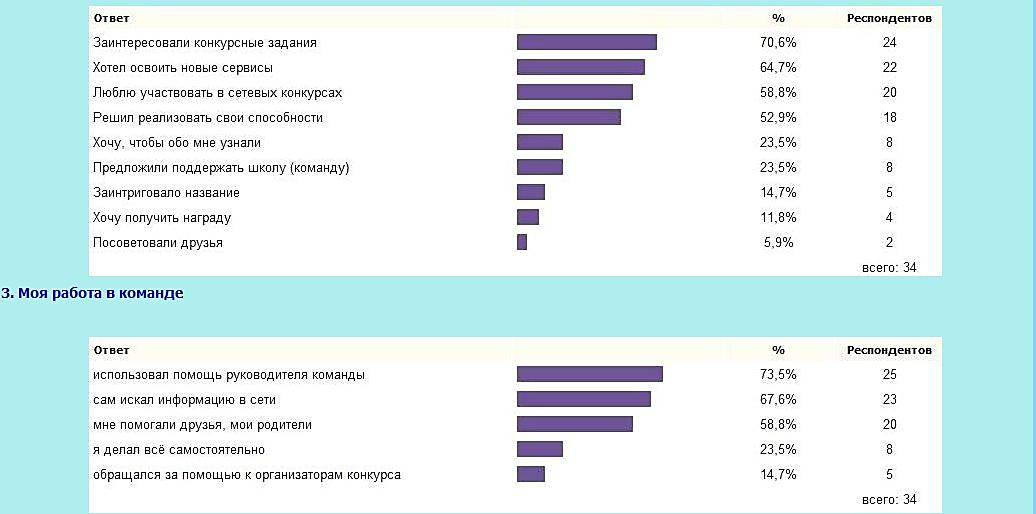 Ответ % Респондентов
Заинтересовали конкурсные задания 70,6% 24
Хотел освоить новые сервисы 64,7% 22
Люблю участвовать в сетевых конкурсах 58,8% 20
Решил реализовать свои способности 52,9% 18
Хочу, чтобы обо мне узнали 23,5% 8
Предложили поддержать школу (команду) 23,5% 8
Заинтриговало название 14,7% 5
Хочу получить награду 11,8% 4
Посоветовали друзья 5,9% 2
всего: 34
3. Моя работа в команде
Ответ % Респондентов
использовал помощь руководителя команды 73,5% 25
сам искал информацию в сети 67,6% 23
мне помогали друзья, мои родители 58,8% 20
я делал всё самостоятельно 23,5% 8
обращался за помощью к организаторам конкурса 14,7% 5
всего: 34